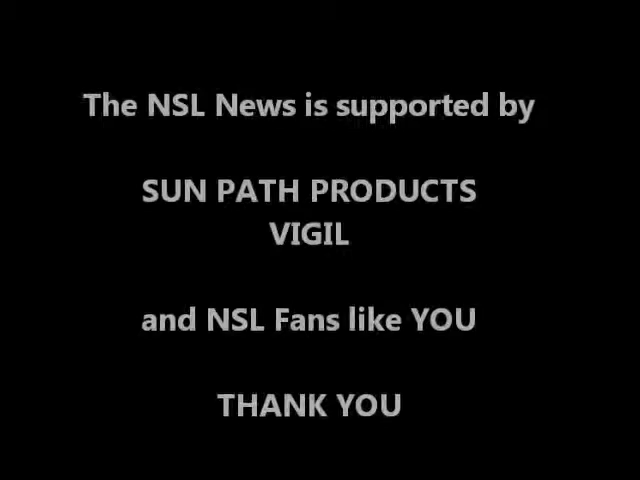 The NSL News is supported by
SUN PATH PRODUCTS
VIGIL
and NSL Fans like YOU
THANK YOU